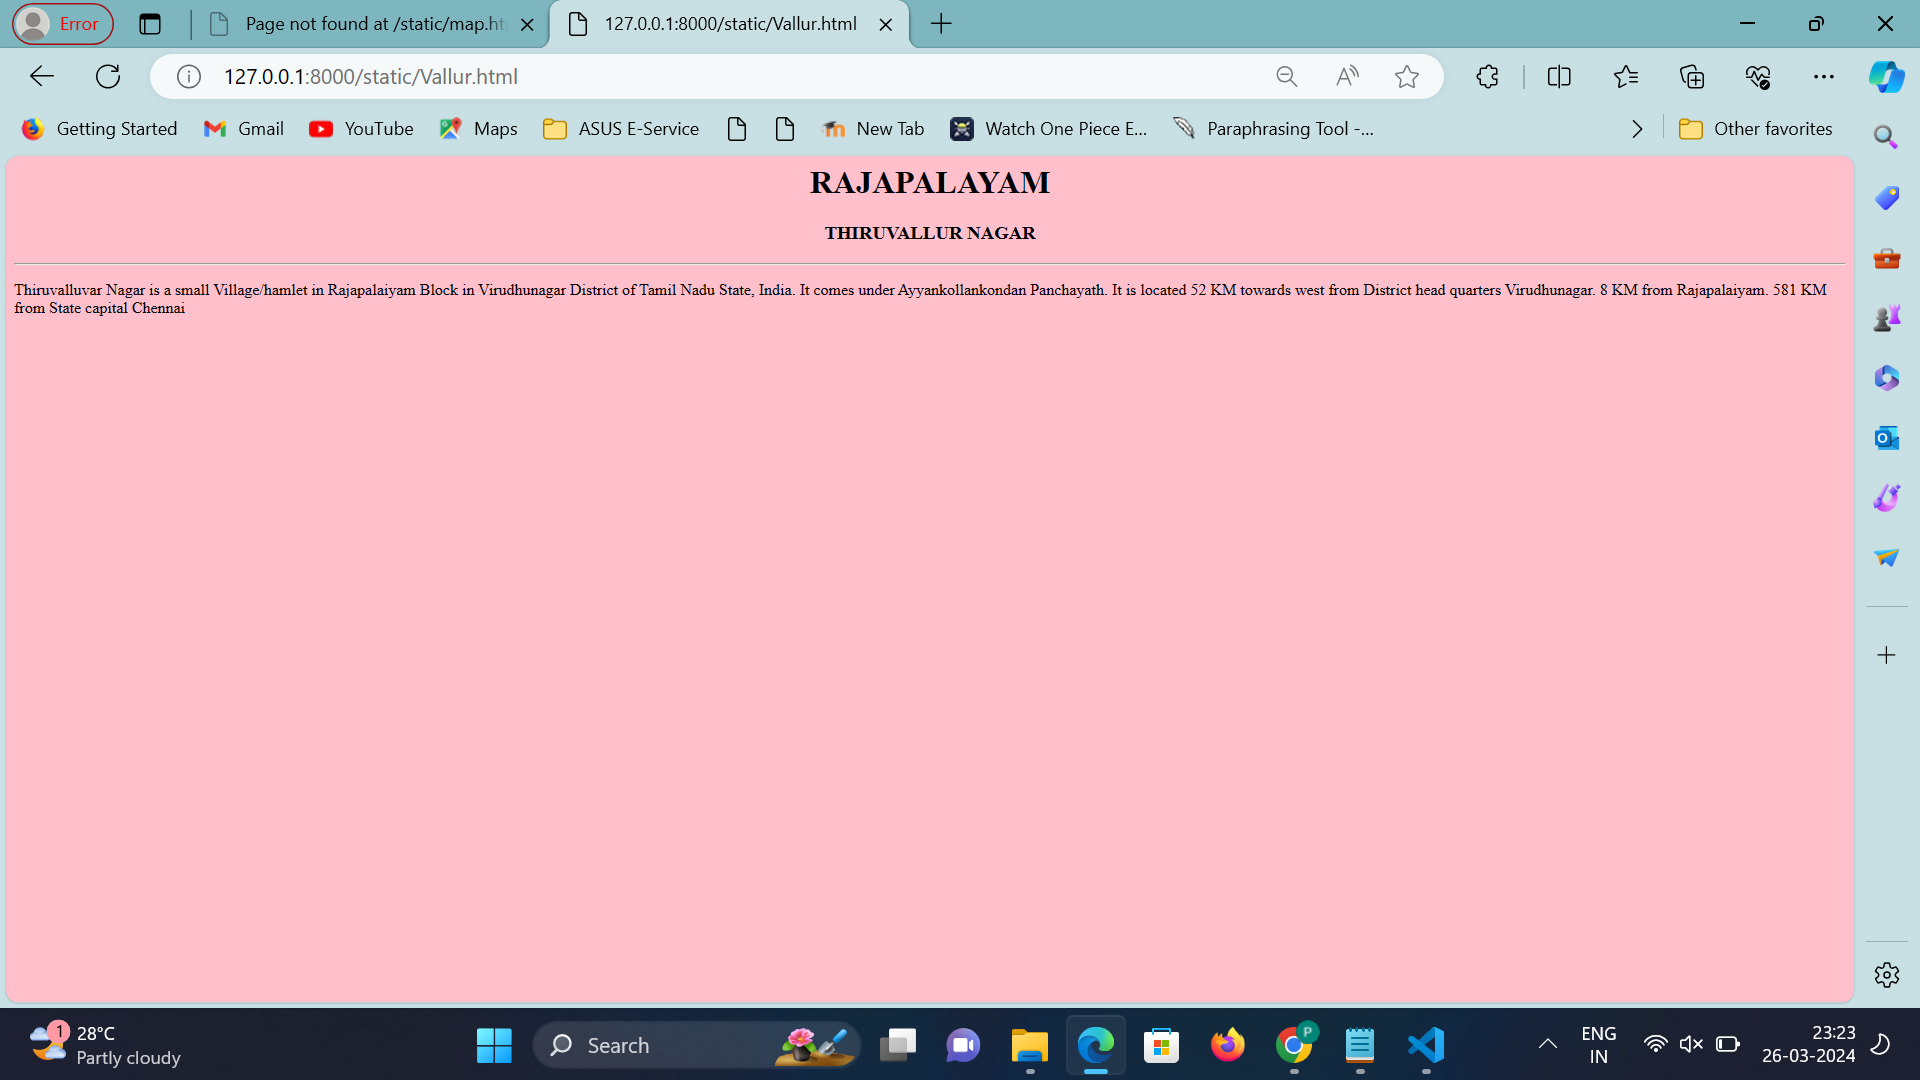 Error
Page not found at /static/map.ht
127.0.0.1:8000/static/Vallur.html
127.0.0.1:8000/static/Vallur.html
Getting Started
Gmail
YouTube
Maps
ASUS E-Service
New Tab
Watch One Piece E...
Paraphrasing Tool -...
Other favorites
RAJAPALAYAM
THIRUVALLUR NAGAR
Thiruvalluvar Nagar is a small Village/hamlet in Rajapalaiyam Block in Virudhunagar District of Tamil Nadu State, India. It comes under Ayyankollankondan Panchayath. It is located 52 KM towards west from District head quarters Virudhunagar. 8 KM from Rajapalaiyam. 581 KM
from State capital Chennai
1
28°C
Partly cloudy
Search
P
ENG
IN
23:23
26-03-2024